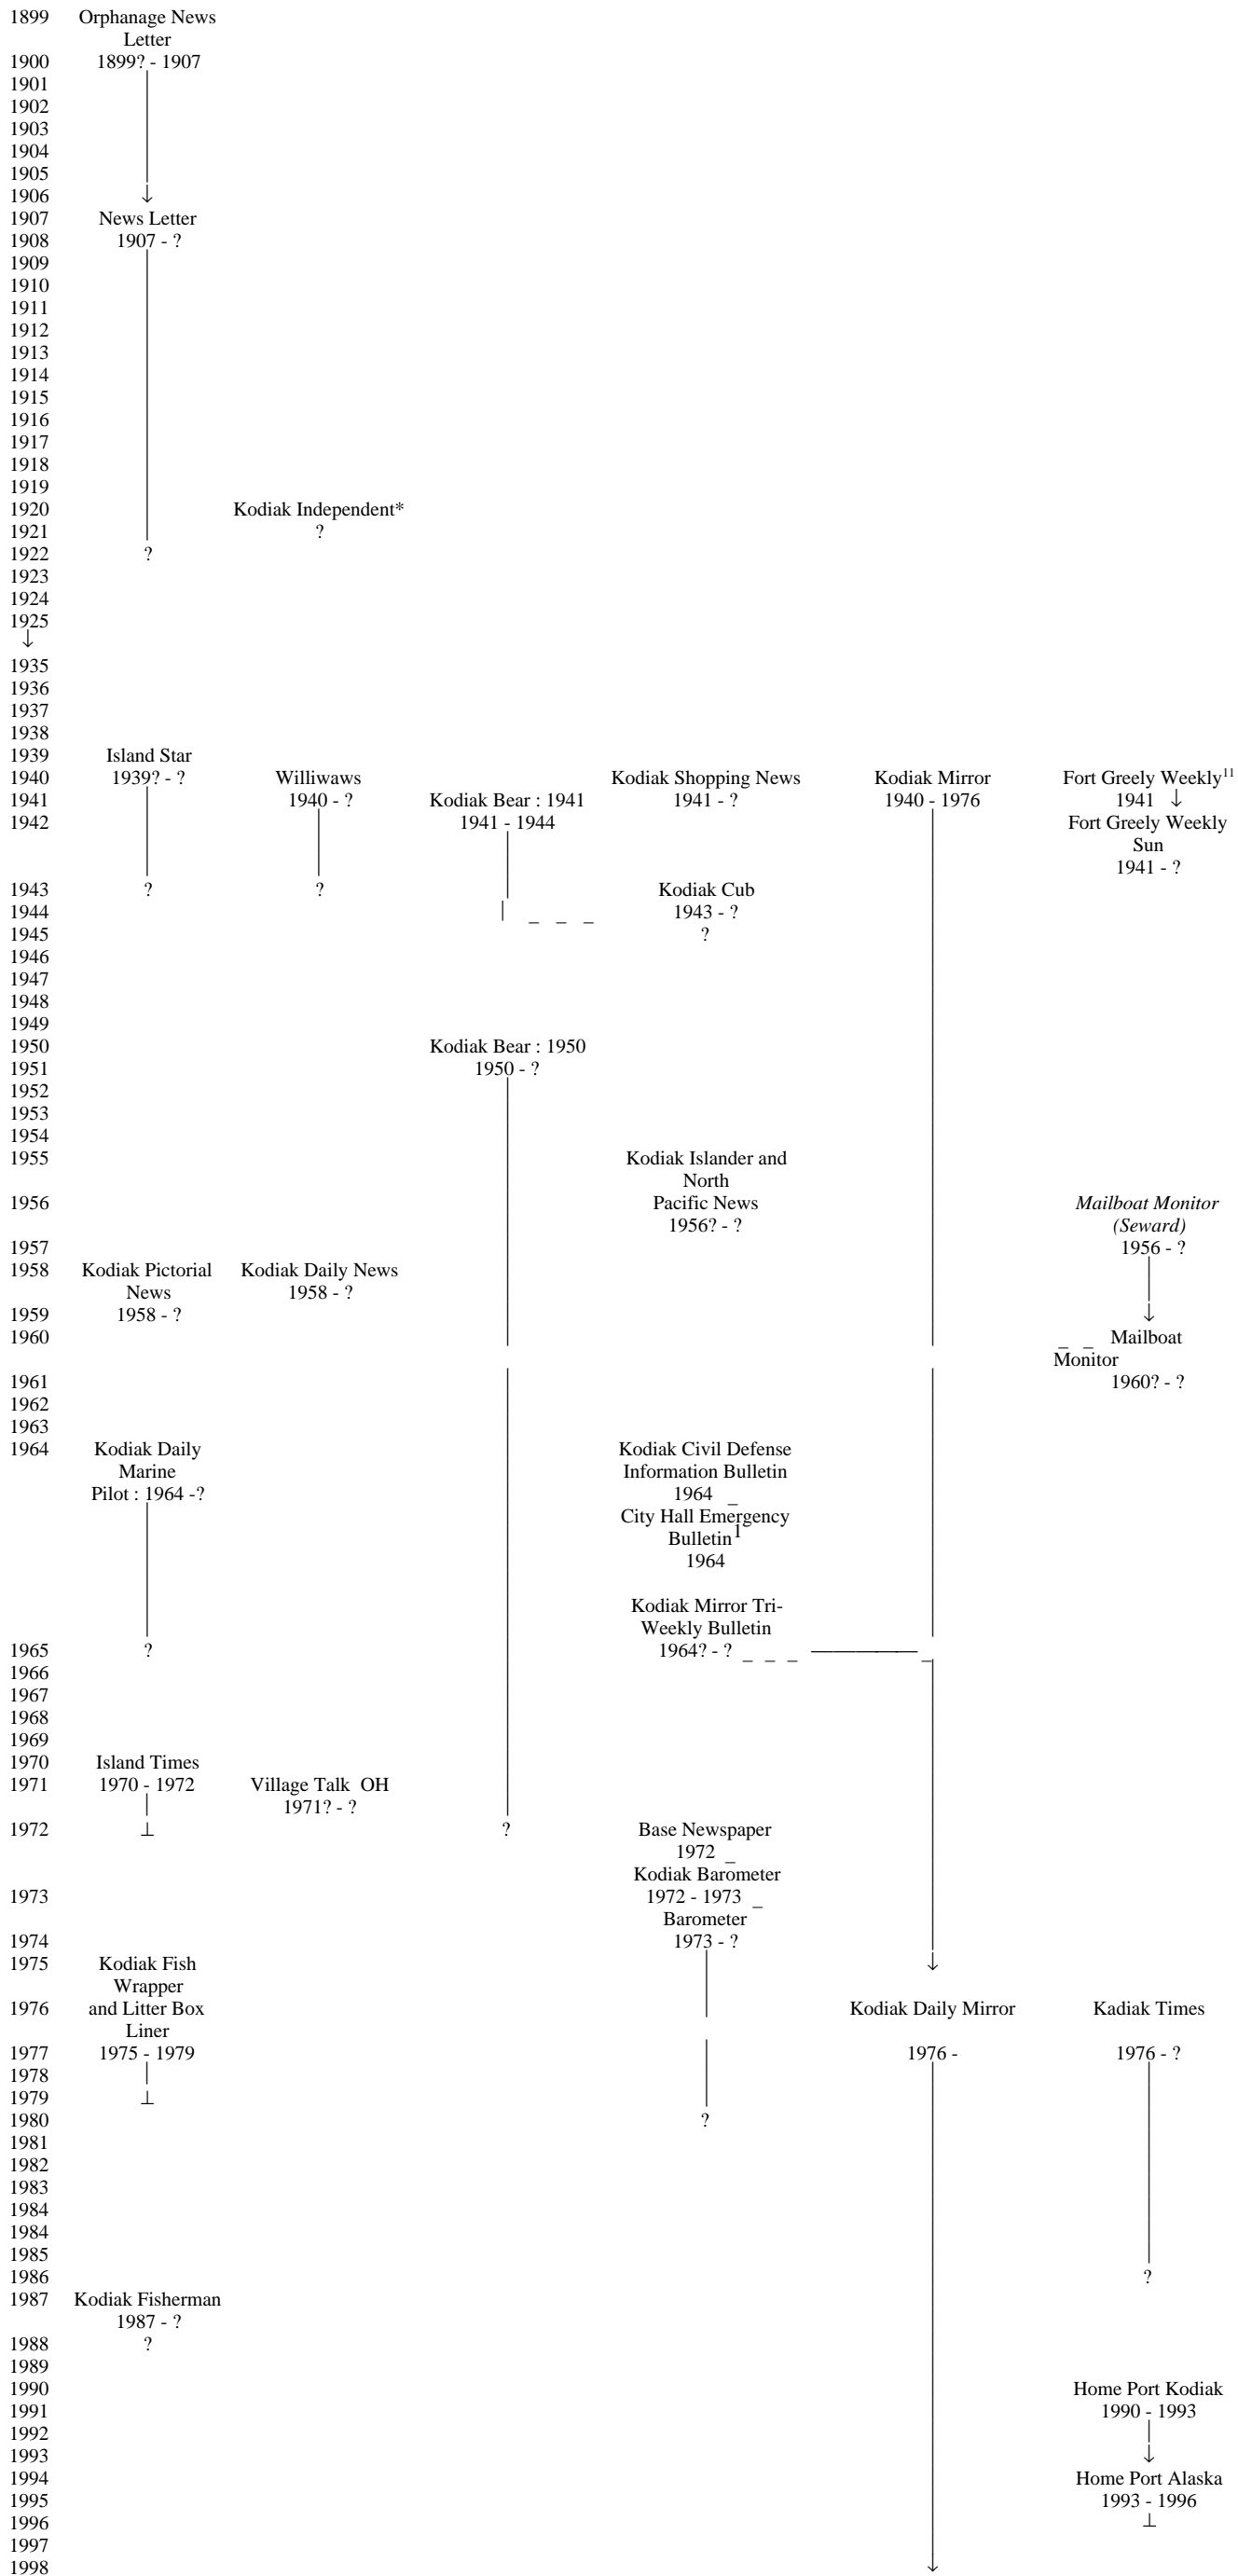 1899 Orphanage News
Letter
1900 1899? - 1907
1901
1902
1903
1904
1905
1906 ↓
1907 News Letter
1908 1907 - ?
1909
1910
1911
1912
1913
1914
1915
1916
1917
1918
1919
1920 Kodiak Independent*
1921 ?
1922 ?
1923
1924
1925
↓
1935
1936
1937
1938
1939 Island Star
1940 1939? - ? Williwaws Kodiak Shopping News Kodiak Mirror Fort Greely Weekly11
1941 1940 - ? Kodiak Bear : 1941 1941 - ? 1940 - 1976 1941 ↓
1942 1941 - 1944 Fort Greely Weekly
Sun
1941 - ?
1943 ? ? Kodiak Cub
1944 | _ _ _ 1943 - ?
1945 ?
1946
1947
1948
1949
1950 Kodiak Bear : 1950
1951 1950 - ?
1952
1953
1954
1955 Kodiak Islander and
North
1956 Pacific News Mailboat Monitor
1956? - ? (Seward)
1957 1956 - ?
1958 Kodiak Pictorial Kodiak Daily News
News 1958 - ?
1959 1958 - ? ↓
1960 _ _ Mailboat
Monitor
1961 1960? - ?
1962
1963
1964 Kodiak Daily Kodiak Civil Defense
Marine Information Bulletin
Pilot : 1964 -? 1964 _
City Hall Emergency
Bulletin1
1964
Kodiak Mirror Tri-
Weekly Bulletin
1965 ? 1964? - ? _ _ _ ———— _
1966
1967
1968
1969
1970 Island Times
1971 1970 - 1972 Village Talk OH
1971? - ?
1972 ⊥ ? Base Newspaper
1972 _
Kodiak Barometer
1973 1972 - 1973 _
Barometer
1974 1973 - ?
1975 Kodiak Fish ↓
Wrapper
1976 and Litter Box Kodiak Daily Mirror Kadiak Times
Liner
1977 1975 - 1979 1976 - 1976 - ?
1978
1979 ⊥
1980 ?
1981
1982
1983
1984
1984
1985
1986 ?
1987 Kodiak Fisherman
1987 - ?
1988 ?
1989
1990 Home Port Kodiak
1991 1990 - 1993
1992
1993 ↓
1994 Home Port Alaska
1995 1993 - 1996
1996 ⊥
1997
1998 ↓